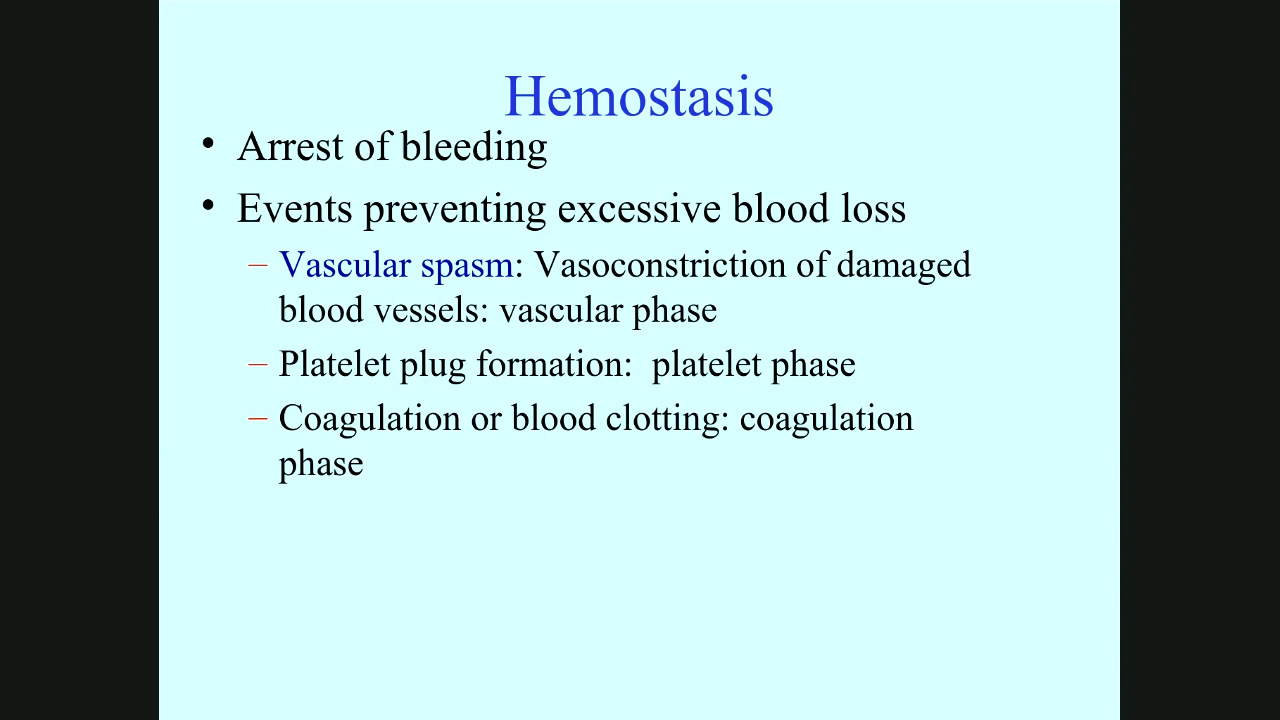 Hemostasis
• Arrest of bleeding
• Events preventing excessive blood loss
– Vascular spasm: Vasoconstriction of damaged
blood vessels: vascular phase
– Platelet plug formation:  platelet phase
– Coagulation or blood clotting: coagulation
phase